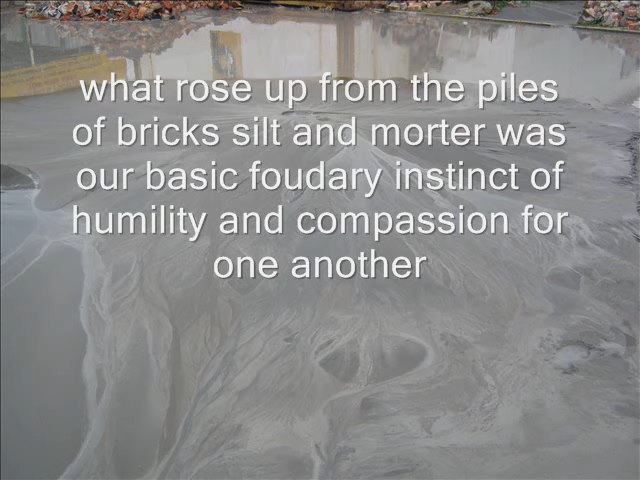 what rose up from the piles
of bricks silt and morter was
our basic foudary instinct of
humility and compassion for
one another